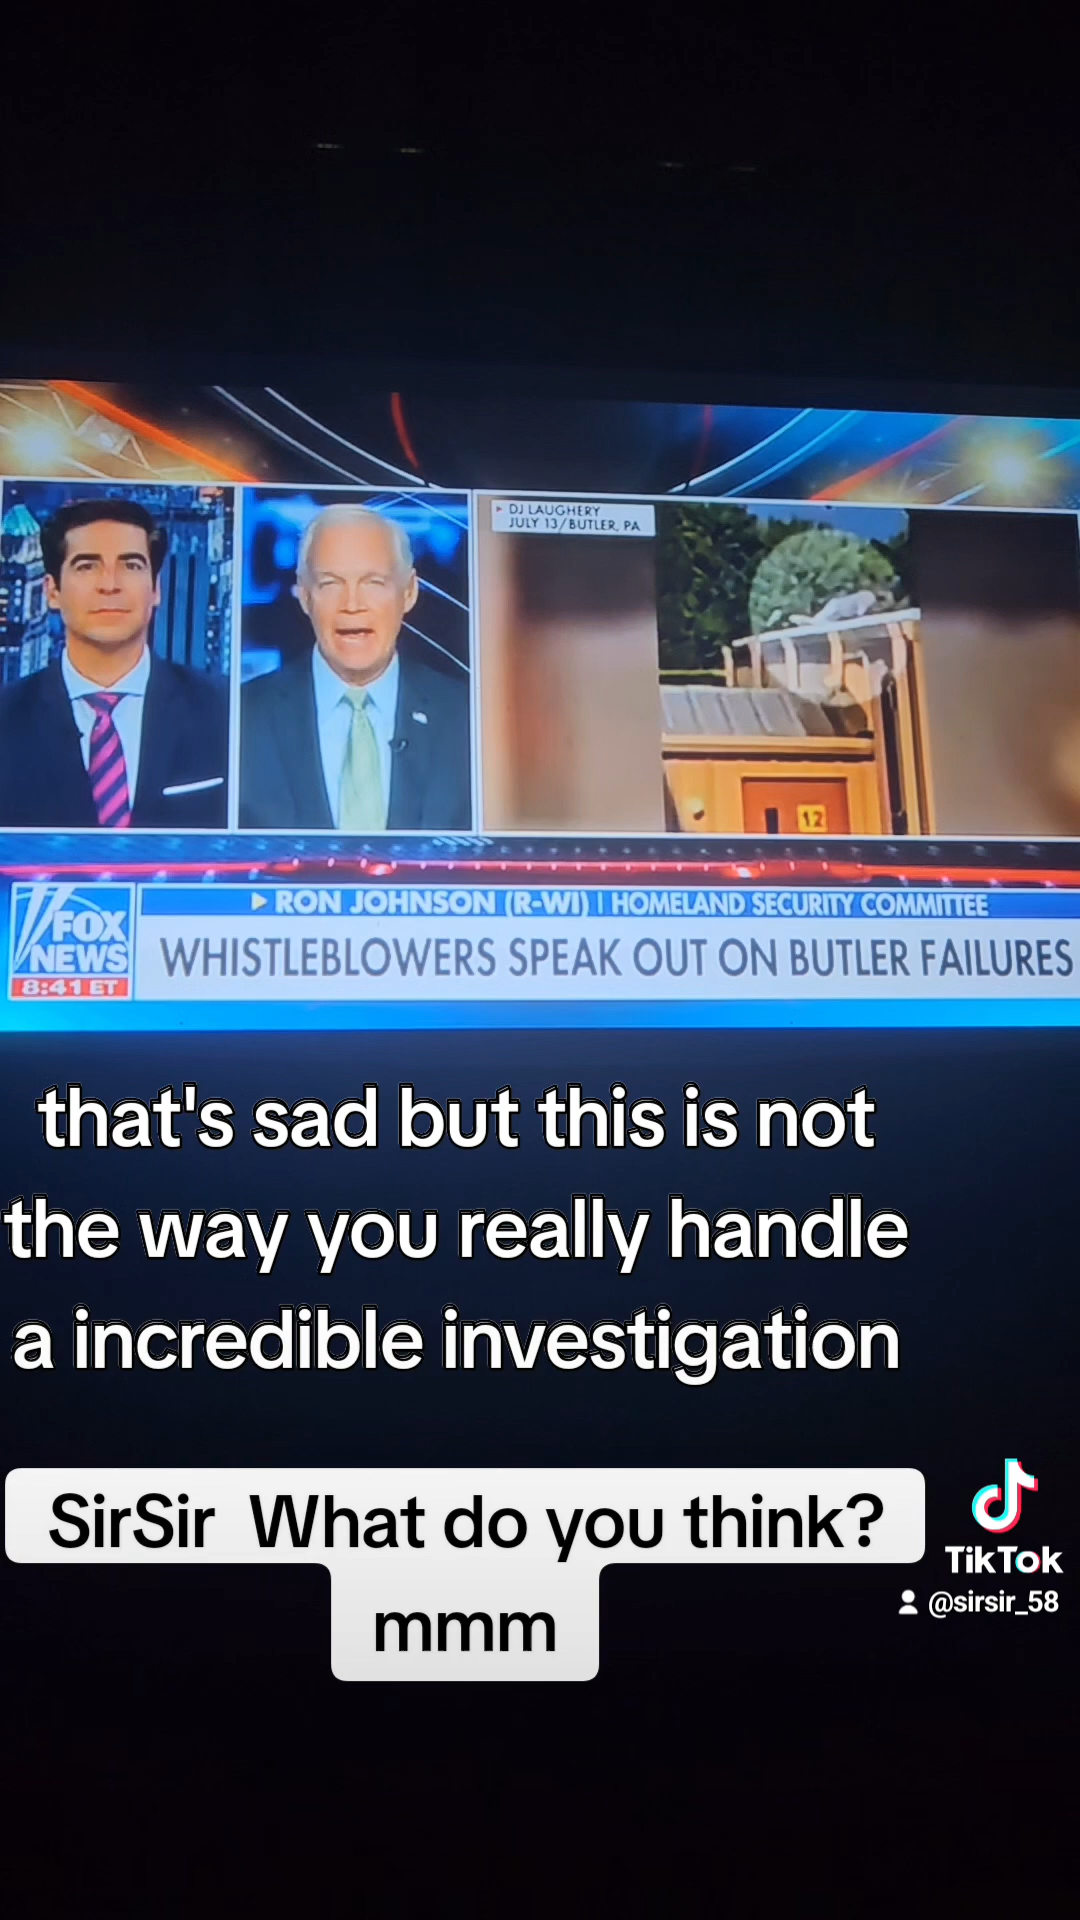 DJ LAUGHERY
JULY 13/BUTLER, PA
12
RON JOHNSON (R-WI) | HOMELAND SECURITY COMMITTEE
FOX
NEWS
8:41 ET
WHISTLEBLOWERS SPEAK OUT ON BUTLER FAILURES
that's sad but this is not
the way you really handle
a incredible investigation
SirSir What do you think?
mmm
TikTok
@sirsir_58